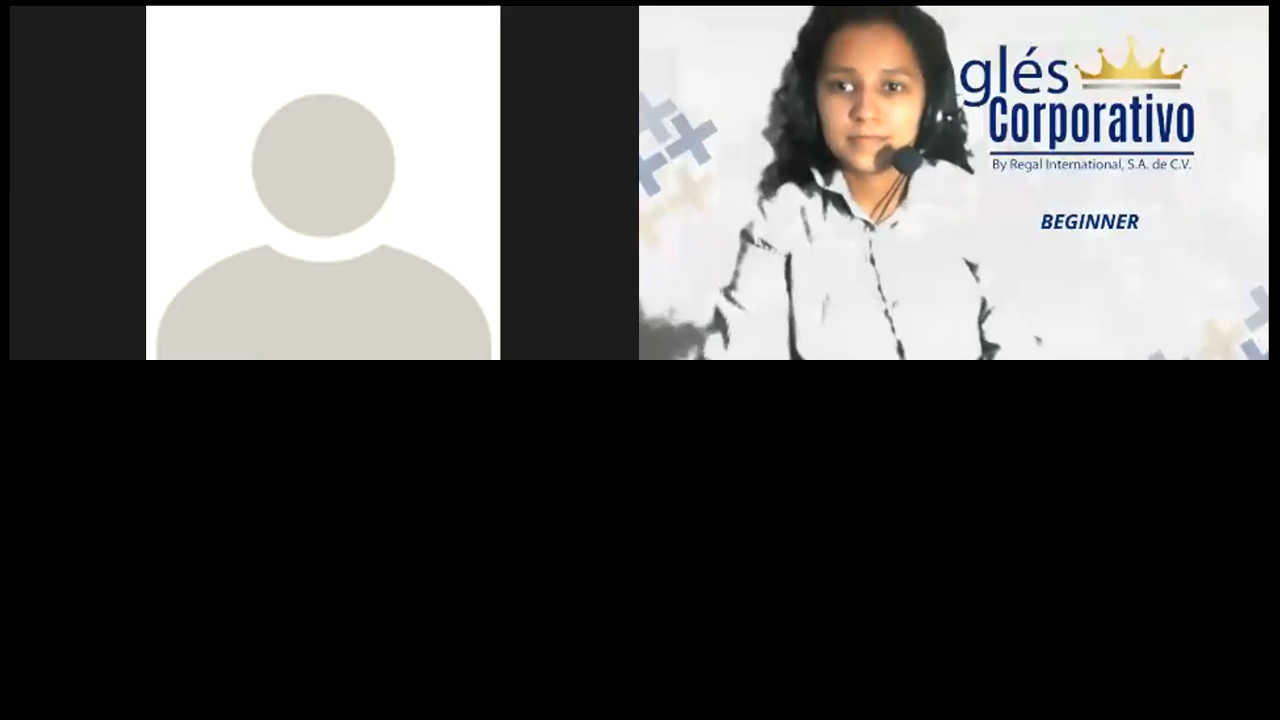 glés
Corporativo
By Regal International, S.A. de C.V.
BEGINNER